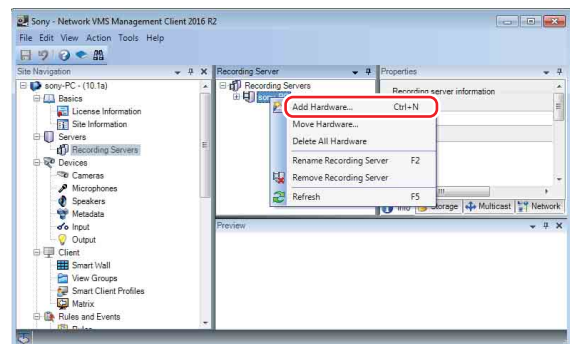 Sony - Network VMS Management Client 2016 R2
File Edit View Action Tools Help
Site Navigation
Recording Server
Properties
sony-PC - (10.1a)
Basics
License Information
Site Information
Servers
Recording Servers
Devices
Cameras
Microphones
Speakers
Metadata
Input
Output
Client
Smart Wall
View Groups
Smart Client Profiles
Matrix
Rules and Events
Recording Servers
Add Hardware... Ctrl+N
Move Hardware...
Delete All Hardware
Rename Recording Server F2
Remove Recording Server
Refresh F5
Recording server information
Info Storage Multicast Network
Preview